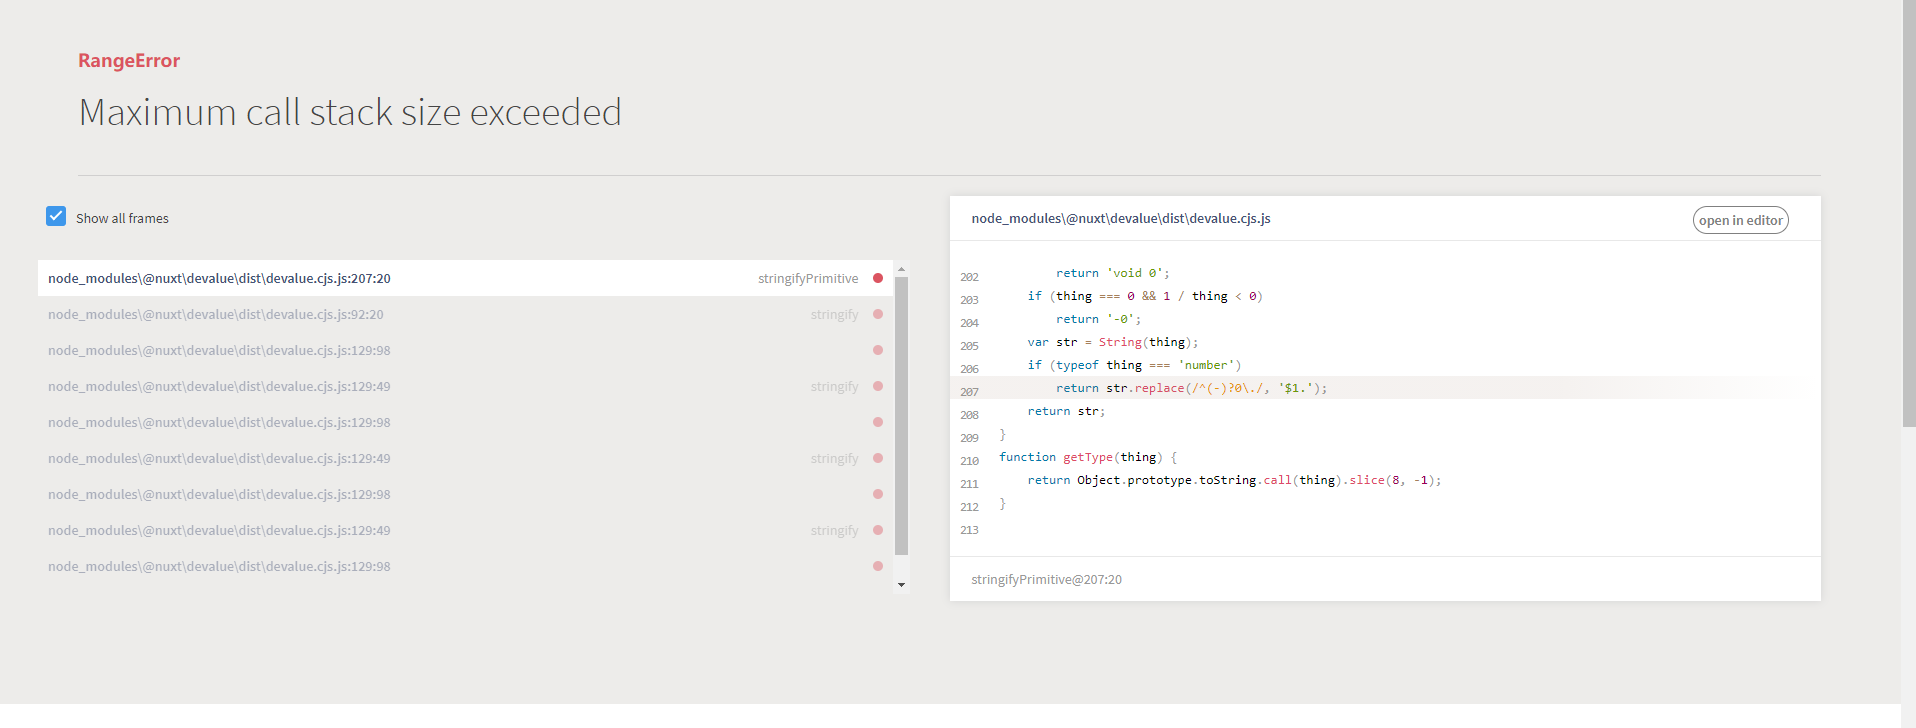 RangeError
Maximum call stack size exceeded
Show all frames
node_modules\@nuxt\devalue\dist\devalue.cjs.js:207:20 stringifyPrimitive
node_modules\@nuxt\devalue\dist\devalue.cjs.js:92:20 stringify
node_modules\@nuxt\devalue\dist\devalue.cjs.js:129:98
node_modules\@nuxt\devalue\dist\devalue.cjs.js:129:49 stringify
node_modules\@nuxt\devalue\dist\devalue.cjs.js:129:98
node_modules\@nuxt\devalue\dist\devalue.cjs.js:129:49 stringify
node_modules\@nuxt\devalue\dist\devalue.cjs.js:129:98
node_modules\@nuxt\devalue\dist\devalue.cjs.js:129:49 stringify
node_modules\@nuxt\devalue\dist\devalue.cjs.js:129:98
node_modules\@nuxt\devalue\dist\devalue.cjs.js open in editor
202         return 'void 0';
203     if (thing === 0 && 1 / thing < 0)
204         return '-0';
205     var str = String(thing);
206     if (typeof thing === 'number')
207         return str.replace(/^(-)?0\./, '$1.');
208     return str;
209 }
210 function getType(thing) {
211     return Object.prototype.toString.call(thing).slice(8, -1);
212 }
213
stringifyPrimitive@207:20